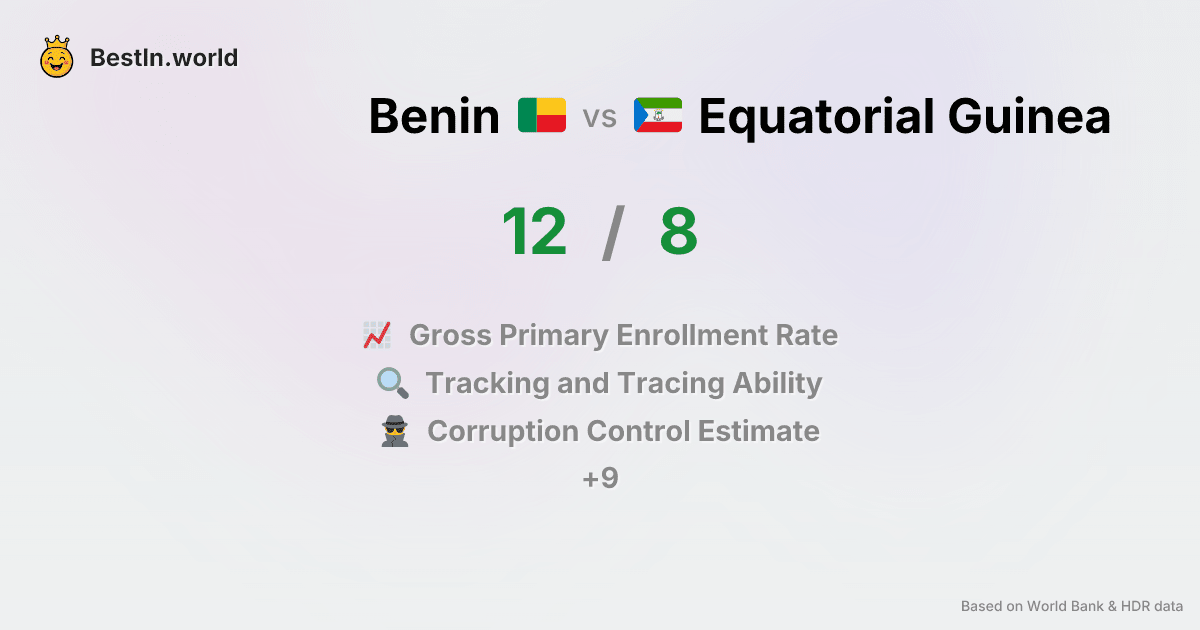 BestIn.world
Benin vs Equatorial Guinea
12 / 8
Gross Primary Enrollment Rate
Tracking and Tracing Ability
Corruption Control Estimate
+9
Based on World Bank & HDR data